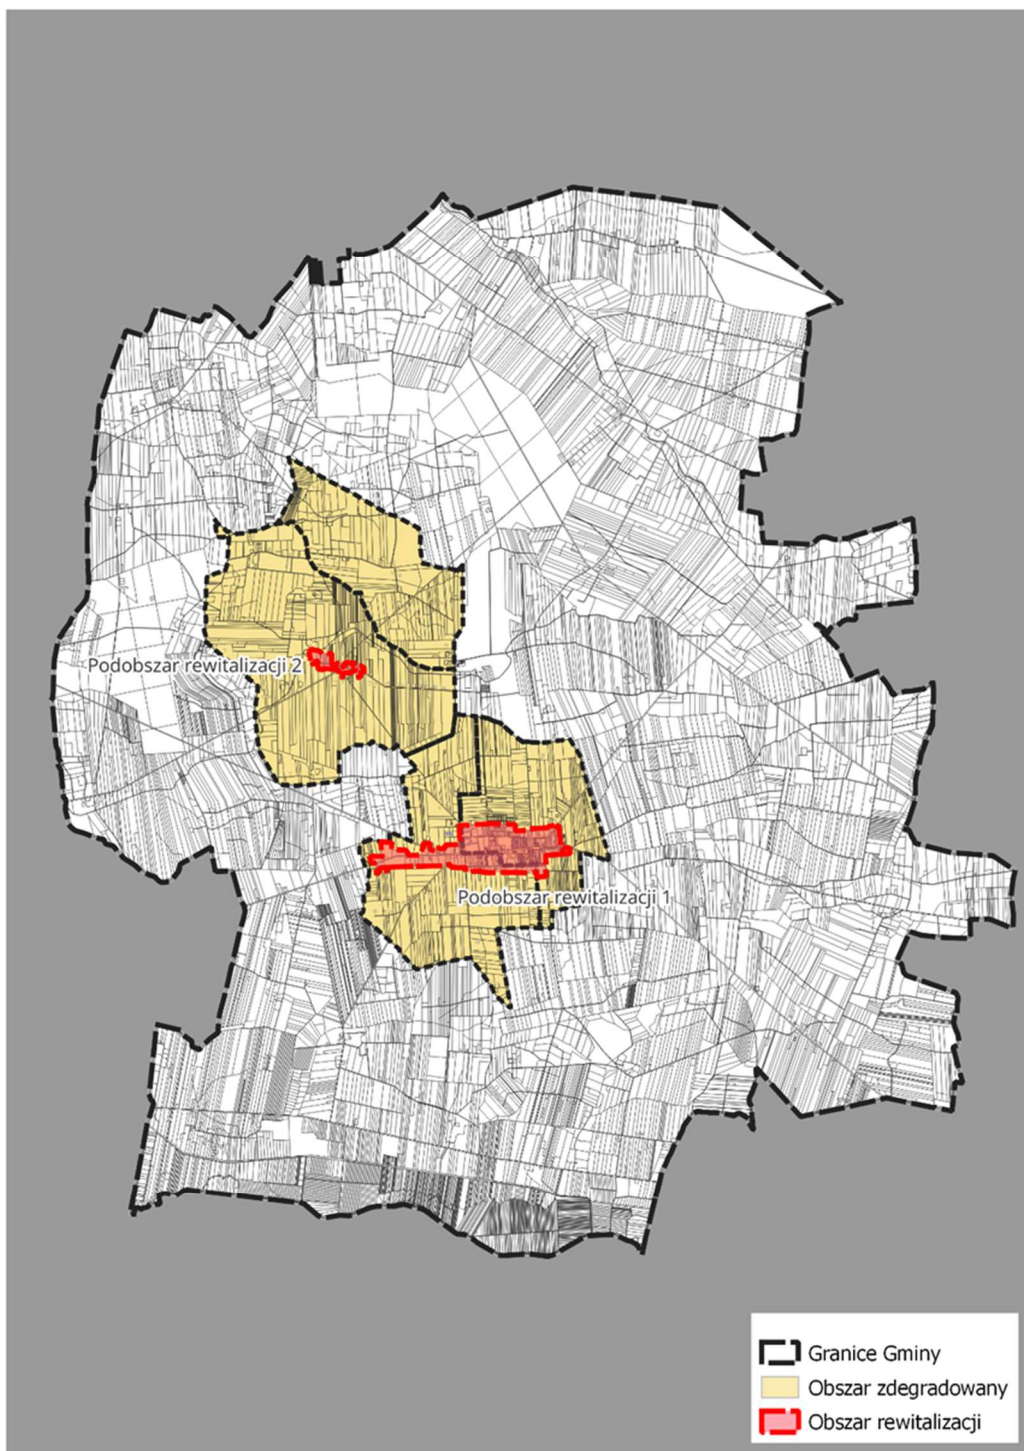 Podobszar rewitalizacji 2
Podobszar rewitalizacji 1
Granice Gminy
Obszar zdegradowany
Obszar rewitalizacji